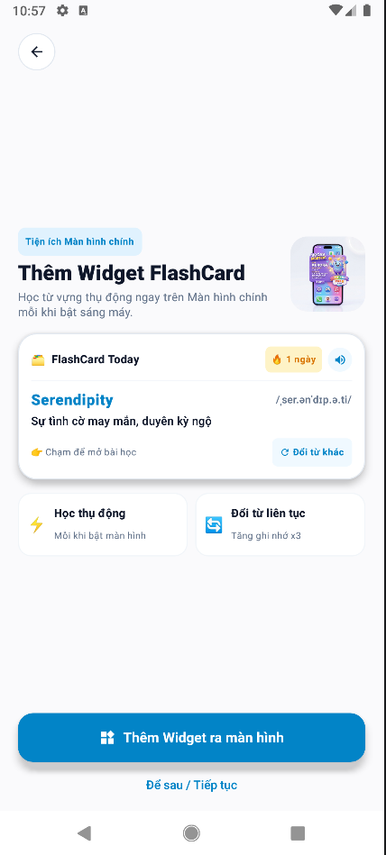 10:57
Tiện ích Màn hình chính
Thêm Widget FlashCard
Học từ vựng thụ động ngay trên Màn hình chính
mỗi khi bật sáng máy.
FlashCard Today
1 ngày
Serendipity
/ˌser.ənˈdɪp.ə.ti/
Sự tình cờ may mắn, duyên kỳ ngộ
Chạm để mở bài học
Đổi từ khác
Học thụ động
Mỗi khi bật màn hình
Đổi từ liên tục
Tăng ghi nhớ x3
Thêm Widget ra màn hình
Để sau / Tiếp tục